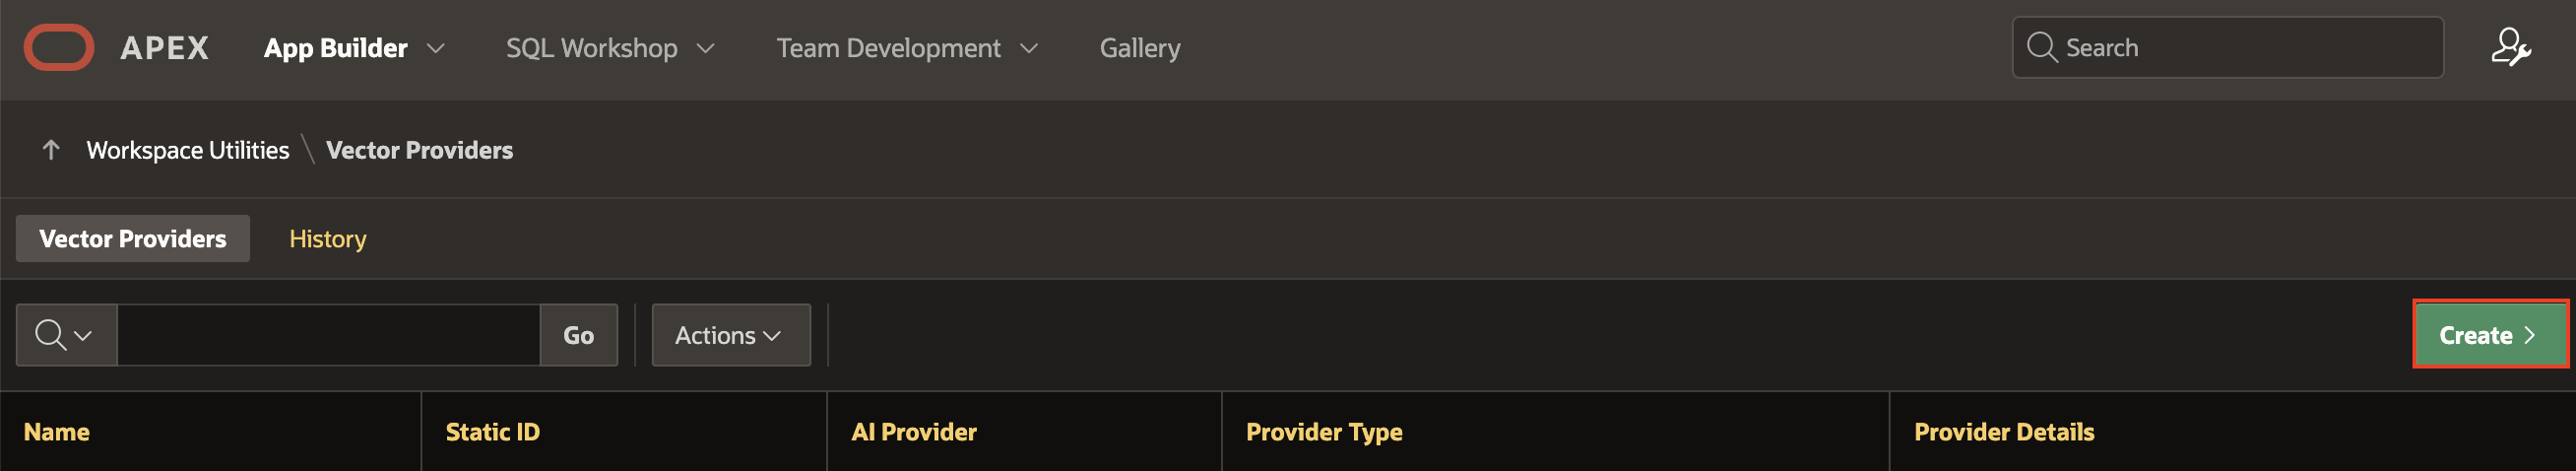 APEX App Builder SQL Workshop Team Development Gallery Search
Workspace Utilities \ Vector Providers
Vector Providers History
Go Actions Create
Name Static ID AI Provider Provider Type Provider Details